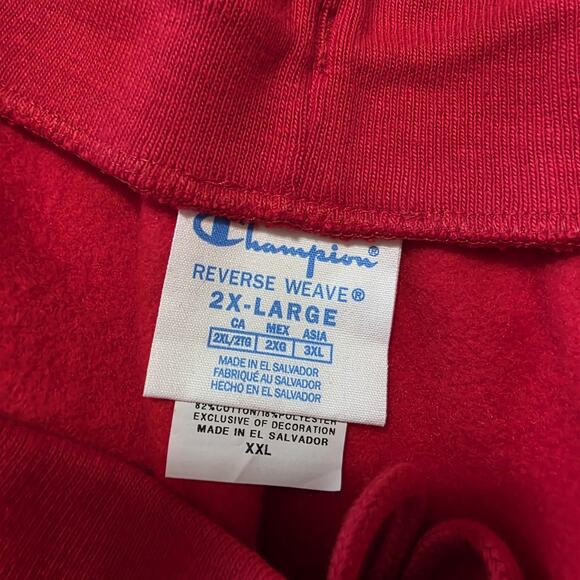 Champion®
REVERSE WEAVE®
2X-LARGE
CA MEX ASIA
2XL/2TG 2XG 3XL
MADE IN EL SALVADOR
FABRIQUÉ AU SALVADOR
HECHO EN EL SALVADOR
82%COTTON/18%POLYESTER
EXCLUSIVE OF DECORATION
MADE IN EL SALVADOR
XXL